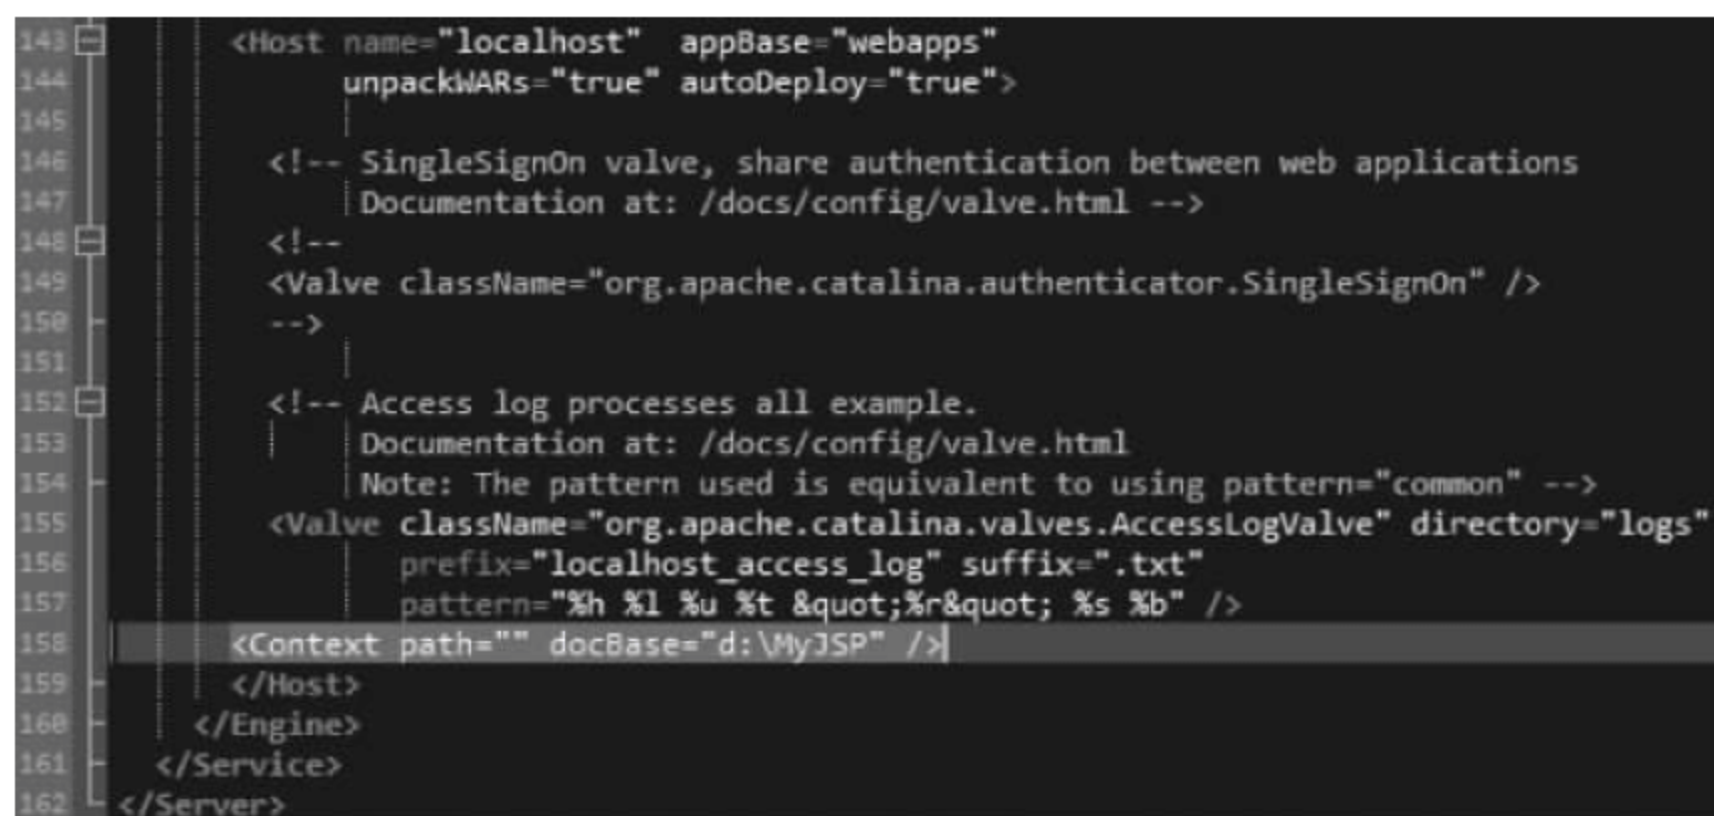 143 <Host name="localhost"  appBase="webapps"
144 unpackWARs="true" autoDeploy="true">
145
146 <!-- SingleSignOn valve, share authentication between web applications
147 Documentation at: /docs/config/valve.html -->
148 <!--
149 <Valve className="org.apache.catalina.authenticator.SingleSignOn" />
150 -->
151
152 <!-- Access log processes all example.
153 Documentation at: /docs/config/valve.html
154 Note: The pattern used is equivalent to using pattern="common" -->
155 <Valve className="org.apache.catalina.valves.AccessLogValve" directory="logs"
156 prefix="localhost_access_log" suffix=".txt"
157 pattern="%h %l %u %t &quot;%r&quot; %s %b" />
158 <Context path="" docBase="d:\MyJSP" />
159 </Host>
160 </Engine>
161 </Service>
162 </Server>